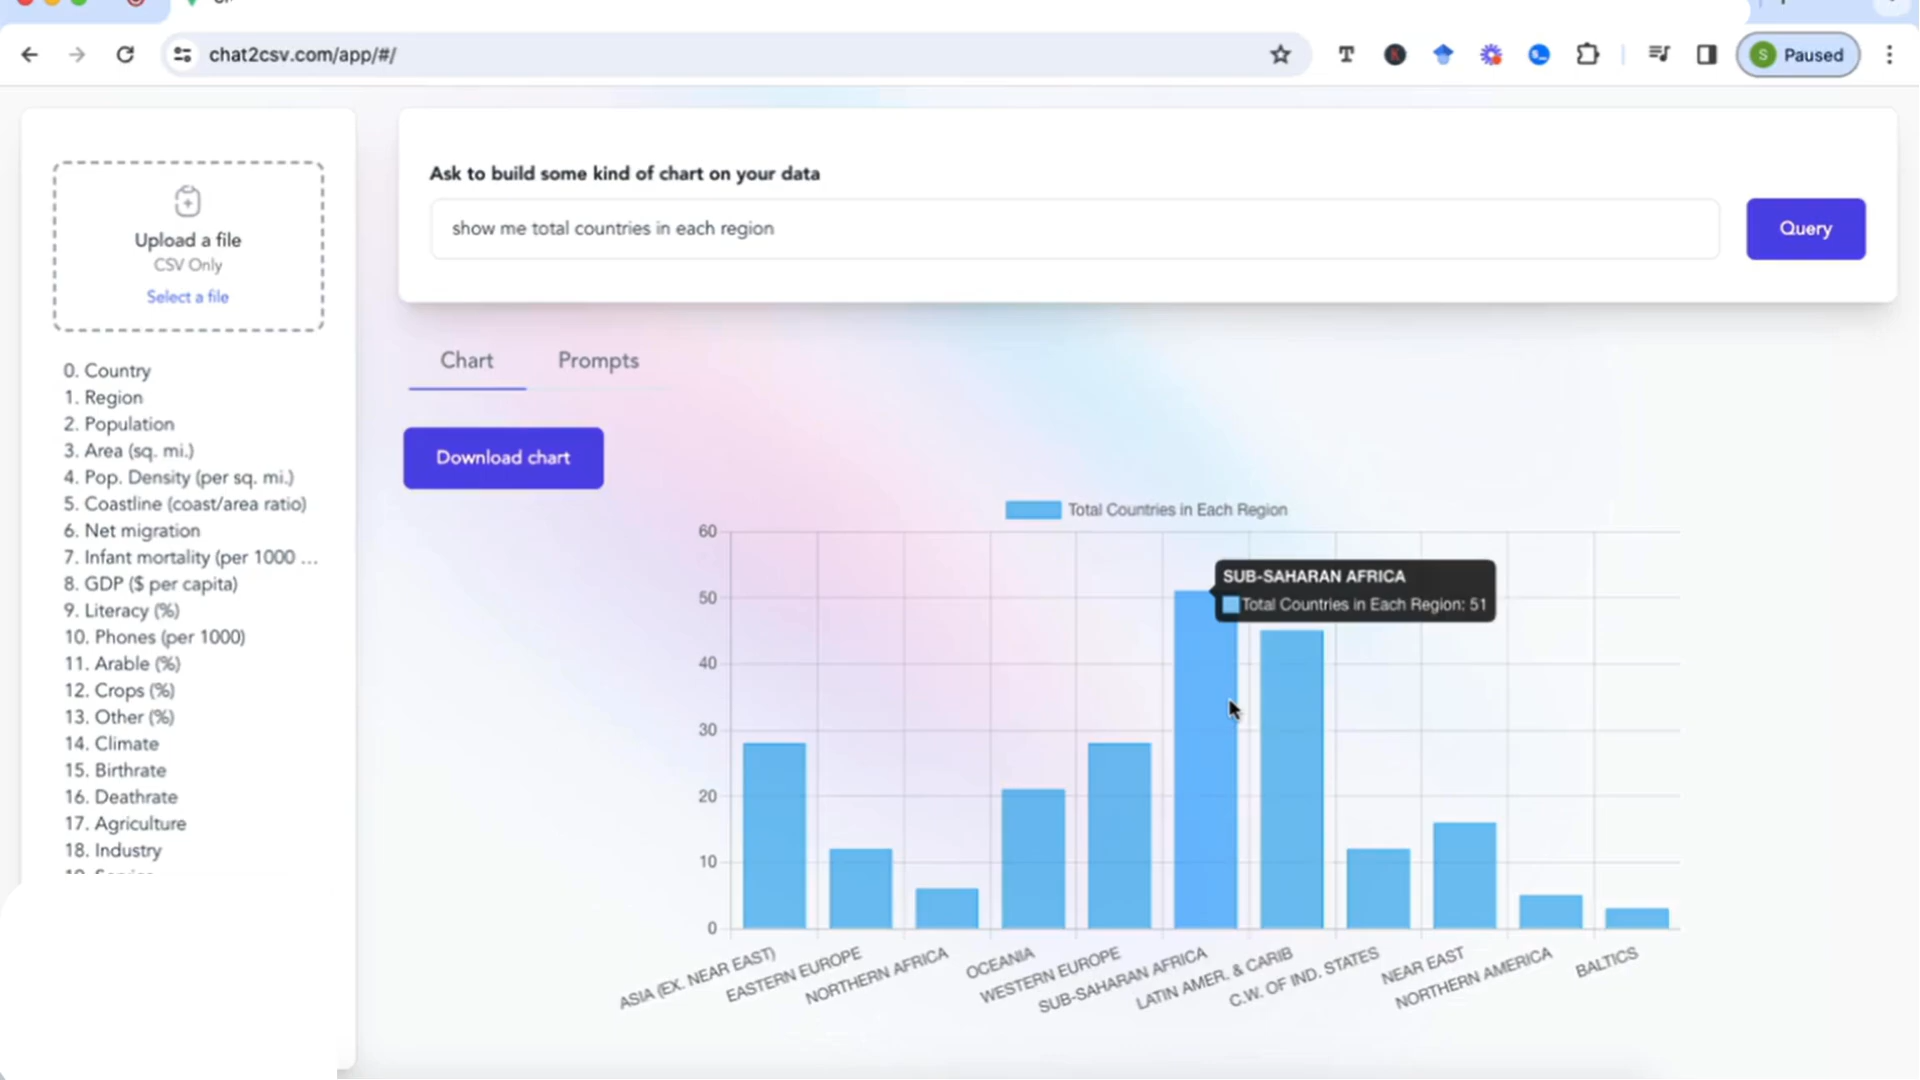 chat2csv.com/app/#/
S Paused
Upload a file
CSV Only
Select a file
0. Country
1. Region
2. Population
3. Area (sq. mi.)
4. Pop. Density (per sq. mi.)
5. Coastline (coast/area ratio)
6. Net migration
7. Infant mortality (per 1000 ...
8. GDP ($ per capita)
9. Literacy (%)
10. Phones (per 1000)
11. Arable (%)
12. Crops (%)
13. Other (%)
14. Climate
15. Birthrate
16. Deathrate
17. Agriculture
18. Industry
Ask to build some kind of chart on your data
show me total countries in each region
Query
Chart
Prompts
Download chart
Total Countries in Each Region
60
50
40
30
20
10
0
SUB-SAHARAN AFRICA
Total Countries in Each Region: 51
ASIA (EX. NEAR EAST)
EASTERN EUROPE
NORTHERN AFRICA
OCEANIA
WESTERN EUROPE
SUB-SAHARAN AFRICA
LATIN AMER. & CARIB
C.W. OF IND. STATES
NEAR EAST
NORTHERN AMERICA
BALTICS